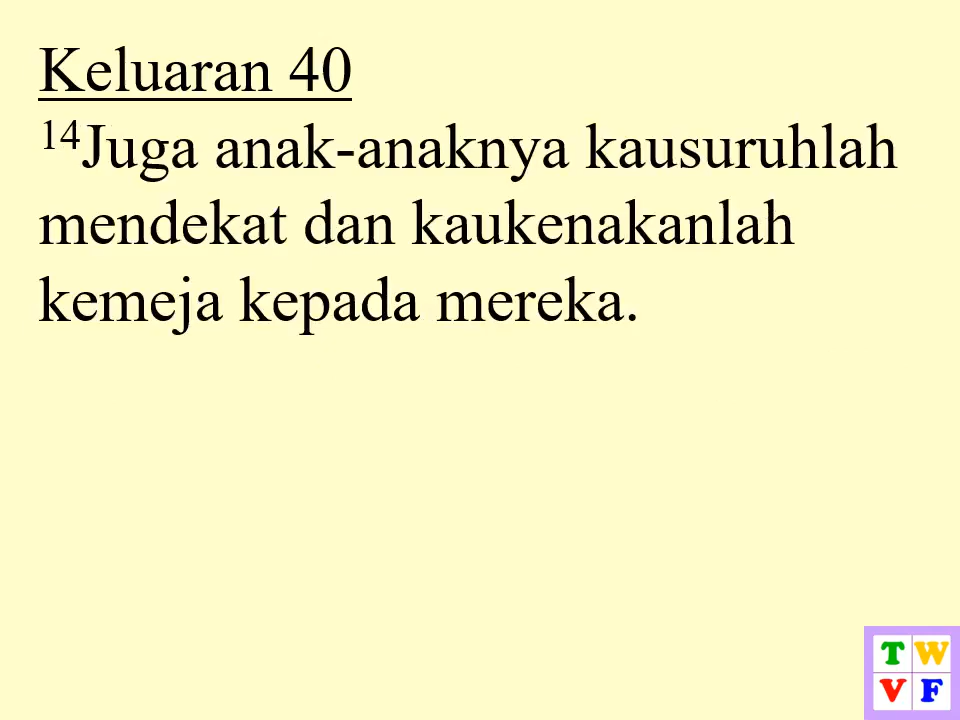 Keluaran 40
14Juga anak-anaknya kausuruhlah
mendekat dan kaukenakanlah
kemeja kepada mereka.
T W
V F